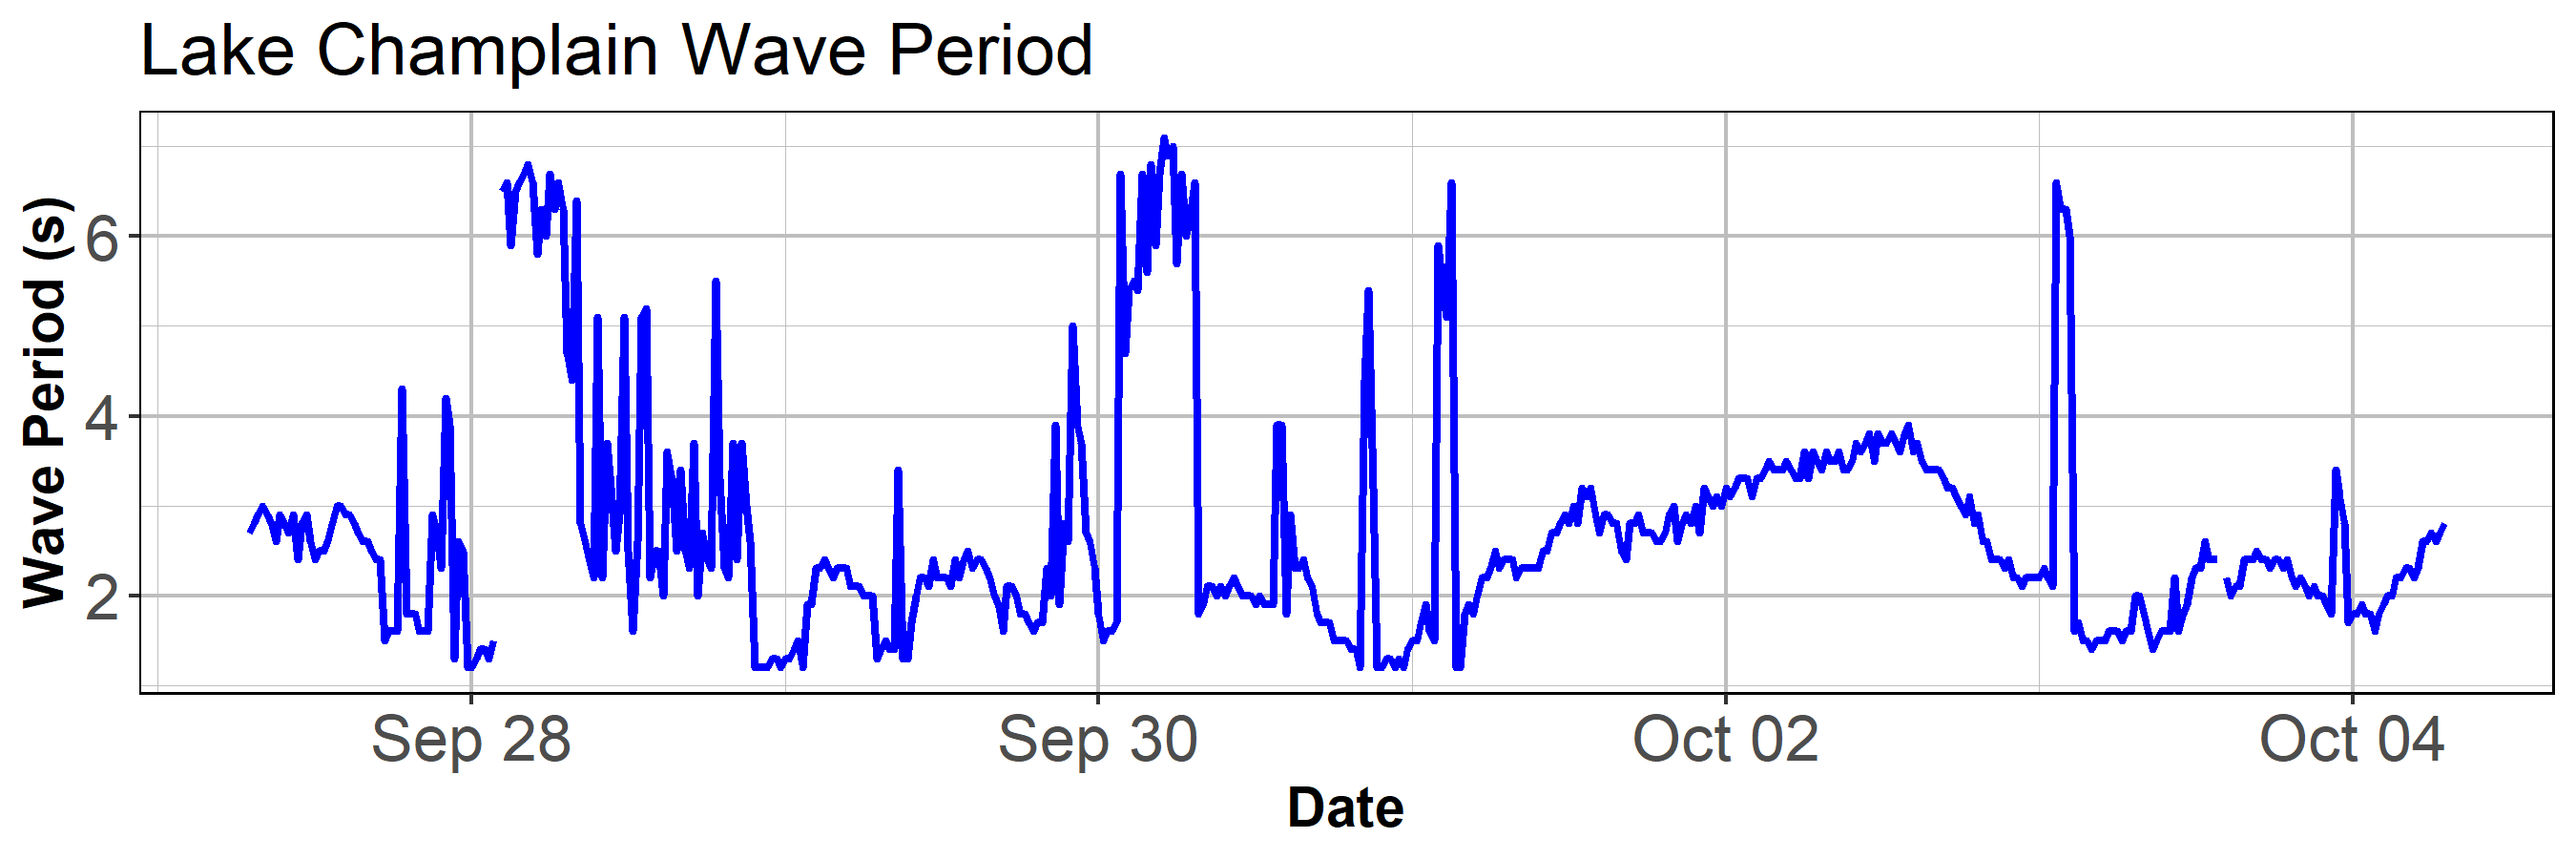 Lake Champlain Wave Period
Wave Period (s)
6
4
2
Sep 28
Sep 30
Oct 02
Oct 04
Date